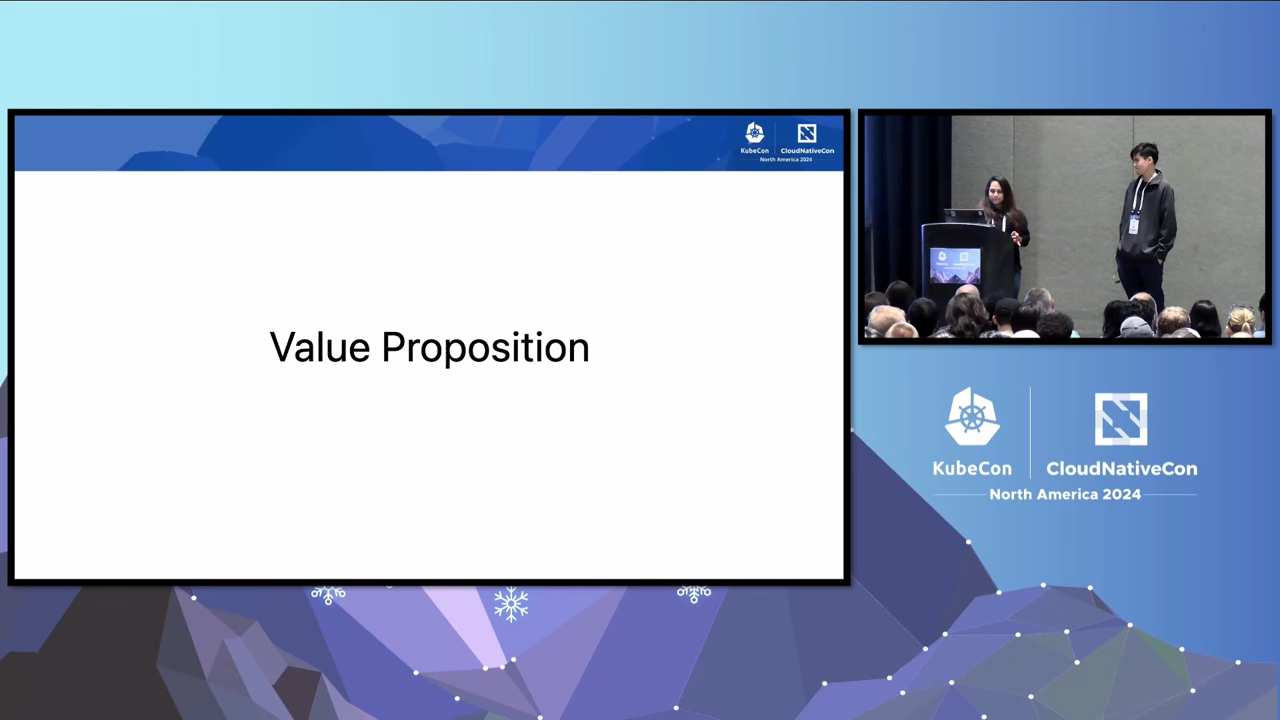 KubeCon
CloudNativeCon
North America 2024
Value Proposition
KubeCon
CloudNativeCon
North America 2024